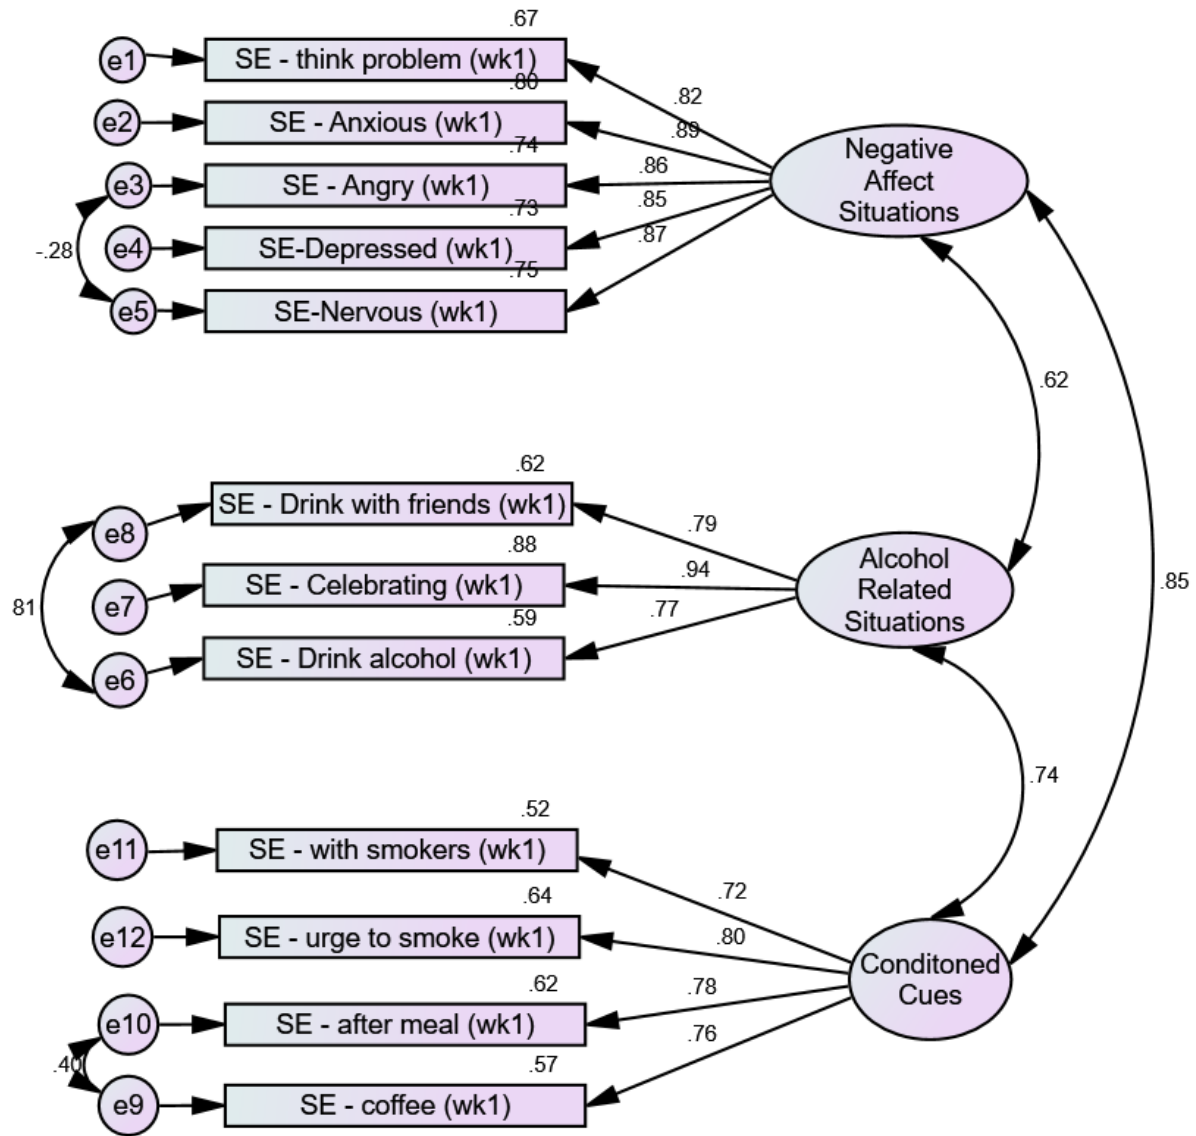 .67
e1
SE - think problem (wk1)
.80
.82
e2
SE - Anxious (wk1)
.89
.74
Negative
Affect
Situations
.86
e3
SE - Angry (wk1)
.73
.85
-.28
e4
SE-Depressed (wk1)
.75
.87
e5
SE-Nervous (wk1)
.62
.62
e8
SE - Drink with friends (wk1)
.79
.88
.94
Alcohol
Related
Situations
.85
81
e7
SE - Celebrating (wk1)
.59
.77
e6
SE - Drink alcohol (wk1)
.74
.52
e11
SE - with smokers (wk1)
.72
.64
e12
SE - urge to smoke (wk1)
.80
Conditoned
Cues
.62
.78
e10
SE - after meal (wk1)
.76
.40
.57
e9
SE - coffee (wk1)